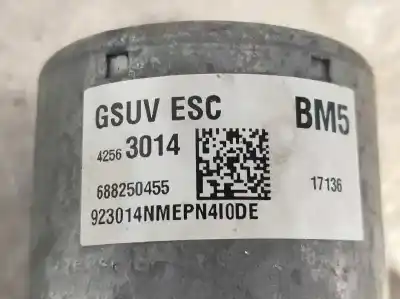 GSUV ESC BM5
4256 3014
688250455 17136
923014NMEPN4I0DE